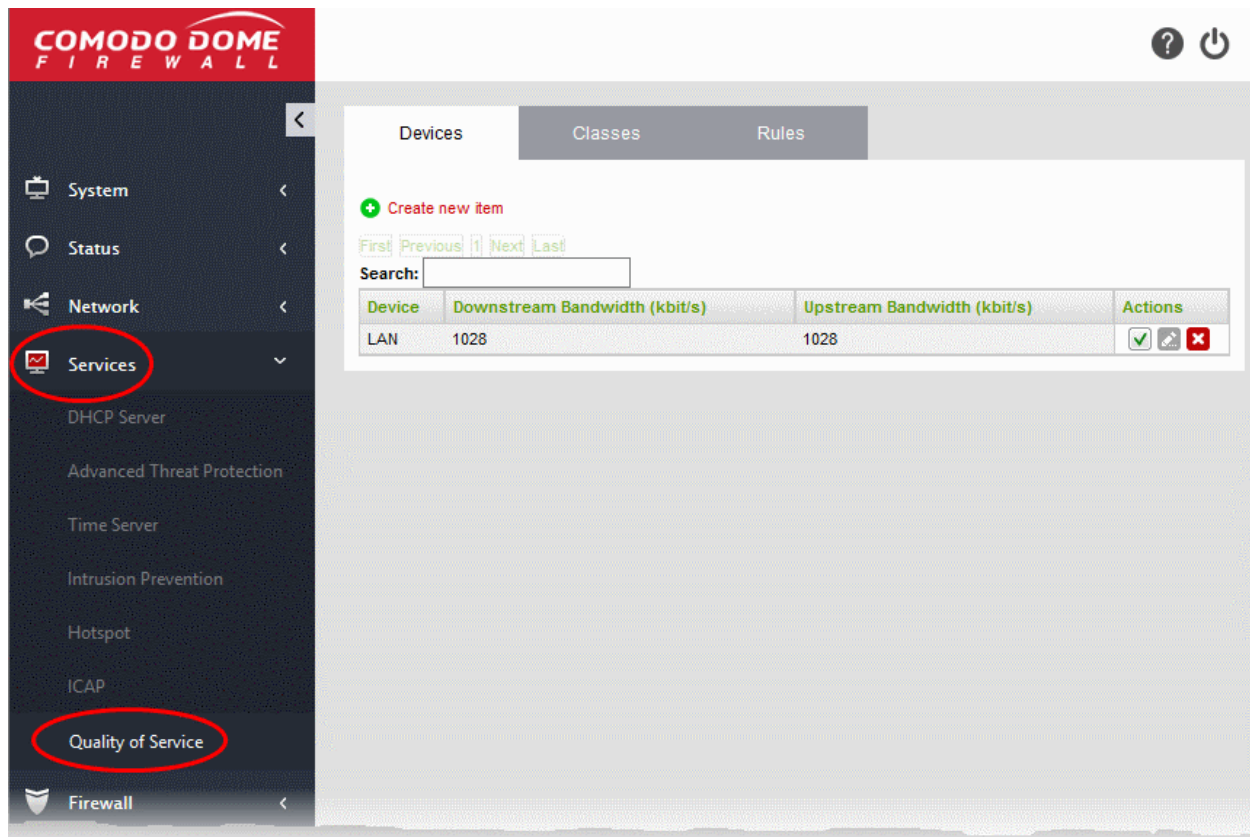 COMODO DOME
FIREWALL
Devices Classes Rules
System
Create new item
Status
First Previous 1 Next Last
Search:
Network
Device Downstream Bandwidth (kbit/s) Upstream Bandwidth (kbit/s) Actions
LAN 1028 1028
Services
DHCP Server
Advanced Threat Protection
Time Server
Intrusion Prevention
Hotspot
ICAP
Quality of Service
Firewall